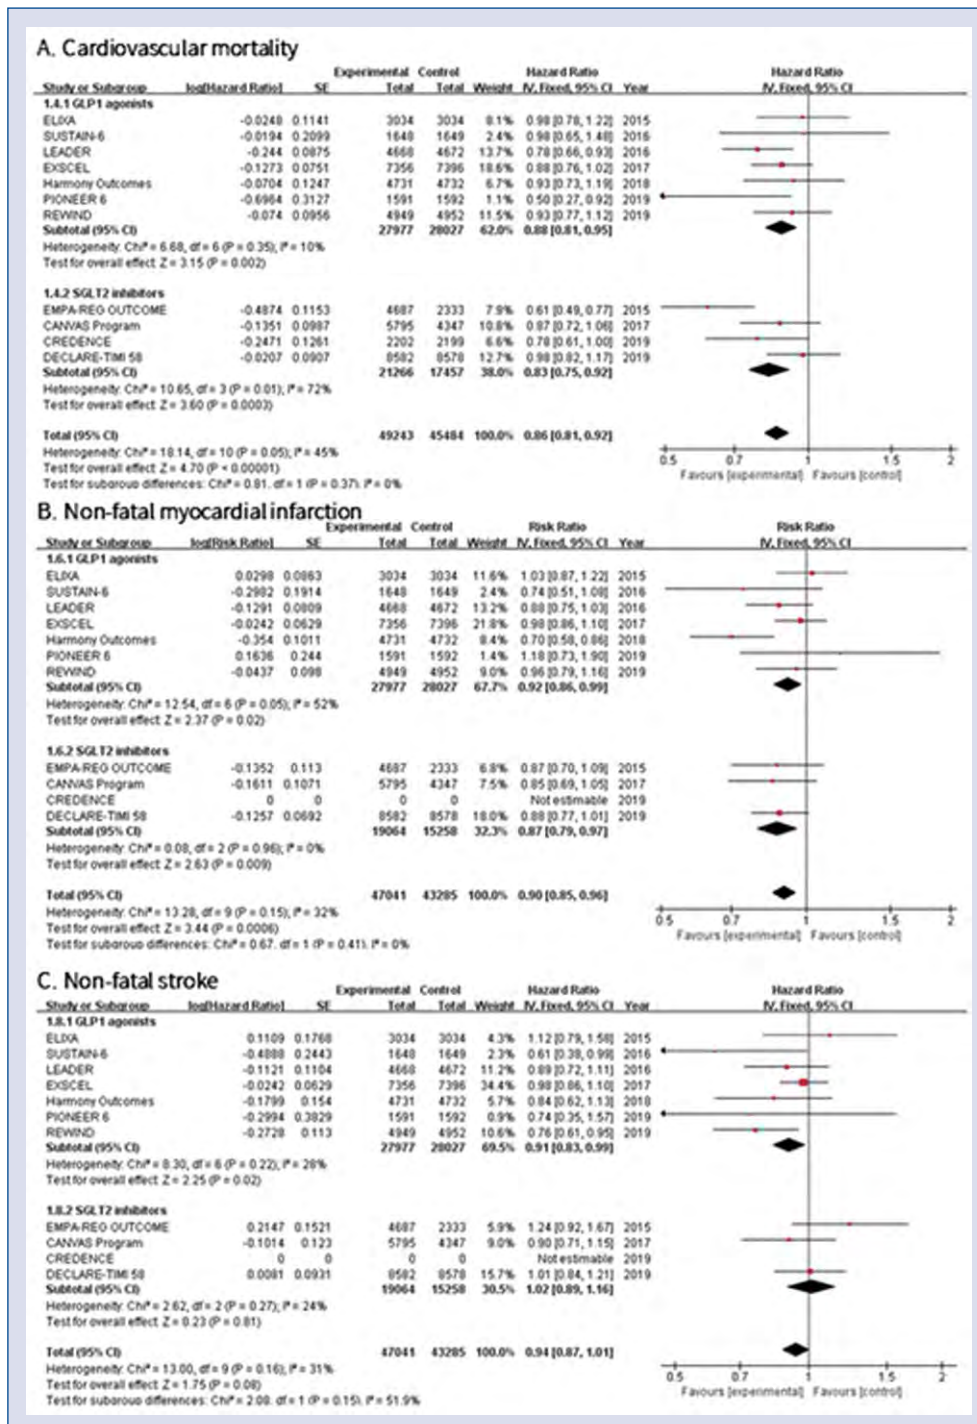 A. Cardiovascular mortality
Experimental Control Hazard Ratio Hazard Ratio
Study or Subgroup log[Hazard Ratio] SE Total Total Weight IV, Fixed, 95% CI Year IV, Fixed, 95% CI
1.4.1 GLP1 agonists
ELIXA -0.0248 0.1141 3034 3034 8.1% 0.98 [0.78, 1.22] 2015
SUSTAIN-6 -0.0194 0.2099 1648 1649 2.4% 0.98 [0.65, 1.48] 2016
LEADER -0.244 0.0875 4668 4672 13.7% 0.78 [0.66, 0.93] 2016
EXSCEL -0.1273 0.0751 7356 7396 18.6% 0.88 [0.76, 1.02] 2017
Harmony Outcomes -0.0704 0.1247 4731 4732 6.7% 0.93 [0.73, 1.19] 2018
PIONEER 6 -0.6964 0.3127 1591 1592 1.1% 0.50 [0.27, 0.92] 2019
REWIND -0.074 0.0956 4949 4952 11.5% 0.93 [0.77, 1.12] 2019
Subtotal (95% CI) 27977 28027 62.0% 0.88 [0.81, 0.95]
Heterogeneity: Chi² = 6.68, df = 6 (P = 0.35); I² = 10%
Test for overall effect: Z = 3.15 (P = 0.002)
1.4.2 SGLT2 inhibitors
EMPA-REG OUTCOME -0.4874 0.1153 4687 2333 7.9% 0.61 [0.49, 0.77] 2015
CANVAS Program -0.1351 0.0987 5795 4347 10.8% 0.87 [0.72, 1.06] 2017
CREDENCE -0.2471 0.1261 2202 2199 6.6% 0.78 [0.61, 1.00] 2019
DECLARE-TIMI 58 -0.0207 0.0907 8582 8578 12.7% 0.98 [0.82, 1.17] 2019
Subtotal (95% CI) 21266 17457 38.0% 0.83 [0.75, 0.92]
Heterogeneity: Chi² = 10.65, df = 3 (P = 0.01); I² = 72%
Test for overall effect: Z = 3.60 (P = 0.0003)
Total (95% CI) 49243 45484 100.0% 0.86 [0.81, 0.92]
Heterogeneity: Chi² = 18.14, df = 10 (P = 0.05); I² = 45%
Test for overall effect: Z = 4.70 (P < 0.00001)
Test for subgroup differences: Chi² = 0.81, df = 1 (P = 0.37), I² = 0%
0.5 0.7 1 1.5 2
Favours [experimental] Favours [control]
B. Non-fatal myocardial infarction
Experimental Control Risk Ratio Risk Ratio
Study or Subgroup log[Risk Ratio] SE Total Total Weight IV, Fixed, 95% CI Year IV, Fixed, 95% CI
1.6.1 GLP1 agonists
ELIXA 0.0298 0.0863 3034 3034 11.6% 1.03 [0.87, 1.22] 2015
SUSTAIN-6 -0.2982 0.1914 1648 1649 2.4% 0.74 [0.51, 1.08] 2016
LEADER -0.1291 0.0809 4668 4672 13.2% 0.88 [0.75, 1.03] 2016
EXSCEL -0.0242 0.0629 7356 7396 21.8% 0.98 [0.86, 1.10] 2017
Harmony Outcomes -0.354 0.1011 4731 4732 8.4% 0.70 [0.58, 0.86] 2018
PIONEER 6 0.1636 0.244 1591 1592 1.4% 1.18 [0.73, 1.90] 2019
REWIND -0.0437 0.098 4949 4952 9.0% 0.96 [0.79, 1.16] 2019
Subtotal (95% CI) 27977 28027 67.7% 0.92 [0.86, 0.99]
Heterogeneity: Chi² = 12.54, df = 6 (P = 0.05); I² = 52%
Test for overall effect: Z = 2.37 (P = 0.02)
1.6.2 SGLT2 inhibitors
EMPA-REG OUTCOME -0.1352 0.113 4687 2333 6.8% 0.87 [0.70, 1.09] 2015
CANVAS Program -0.1611 0.1071 5795 4347 7.5% 0.85 [0.69, 1.05] 2017
CREDENCE 0 0 0 0 Not estimable 2019
DECLARE-TIMI 58 -0.1257 0.0692 8582 8578 18.0% 0.88 [0.77, 1.01] 2019
Subtotal (95% CI) 19064 15258 32.3% 0.87 [0.79, 0.97]
Heterogeneity: Chi² = 0.08, df = 2 (P = 0.96); I² = 0%
Test for overall effect: Z = 2.63 (P = 0.009)
Total (95% CI) 47041 43285 100.0% 0.90 [0.85, 0.96]
Heterogeneity: Chi² = 13.28, df = 9 (P = 0.15); I² = 32%
Test for overall effect: Z = 3.44 (P = 0.0006)
Test for subgroup differences: Chi² = 0.67, df = 1 (P = 0.41), I² = 0%
0.5 0.7 1 1.5 2
Favours [experimental] Favours [control]
C. Non-fatal stroke
Experimental Control Hazard Ratio Hazard Ratio
Study or Subgroup log[Hazard Ratio] SE Total Total Weight IV, Fixed, 95% CI Year IV, Fixed, 95% CI
1.8.1 GLP1 agonists
ELIXA 0.1109 0.1768 3034 3034 4.3% 1.12 [0.79, 1.58] 2015
SUSTAIN-6 -0.4888 0.2443 1648 1649 2.3% 0.61 [0.38, 0.99] 2016
LEADER -0.1121 0.1104 4668 4672 11.2% 0.89 [0.72, 1.11] 2016
EXSCEL -0.0242 0.0629 7356 7396 34.4% 0.98 [0.86, 1.10] 2017
Harmony Outcomes -0.1799 0.154 4731 4732 5.7% 0.84 [0.62, 1.13] 2018
PIONEER 6 -0.2994 0.3829 1591 1592 0.9% 0.74 [0.35, 1.57] 2019
REWIND -0.2728 0.113 4949 4952 10.6% 0.76 [0.61, 0.95] 2019
Subtotal (95% CI) 27977 28027 69.5% 0.91 [0.83, 0.99]
Heterogeneity: Chi² = 8.30, df = 6 (P = 0.22); I² = 28%
Test for overall effect: Z = 2.25 (P = 0.02)
1.8.2 SGLT2 inhibitors
EMPA-REG OUTCOME 0.2147 0.1521 4687 2333 5.9% 1.24 [0.92, 1.67] 2015
CANVAS Program -0.1014 0.123 5795 4347 9.0% 0.90 [0.71, 1.15] 2017
CREDENCE 0 0 0 0 Not estimable 2019
DECLARE-TIMI 58 0.0081 0.0931 8582 8578 15.7% 1.01 [0.84, 1.21] 2019
Subtotal (95% CI) 19064 15258 30.5% 1.02 [0.89, 1.16]
Heterogeneity: Chi² = 2.62, df = 2 (P = 0.27); I² = 24%
Test for overall effect: Z = 0.23 (P = 0.81)
Total (95% CI) 47041 43285 100.0% 0.94 [0.87, 1.01]
Heterogeneity: Chi² = 13.00, df = 9 (P = 0.16); I² = 31%
Test for overall effect: Z = 1.75 (P = 0.08)
Test for subgroup differences: Chi² = 2.08, df = 1 (P = 0.15), I² = 51.9%
0.5 0.7 1 1.5 2
Favours [experimental] Favours [control]